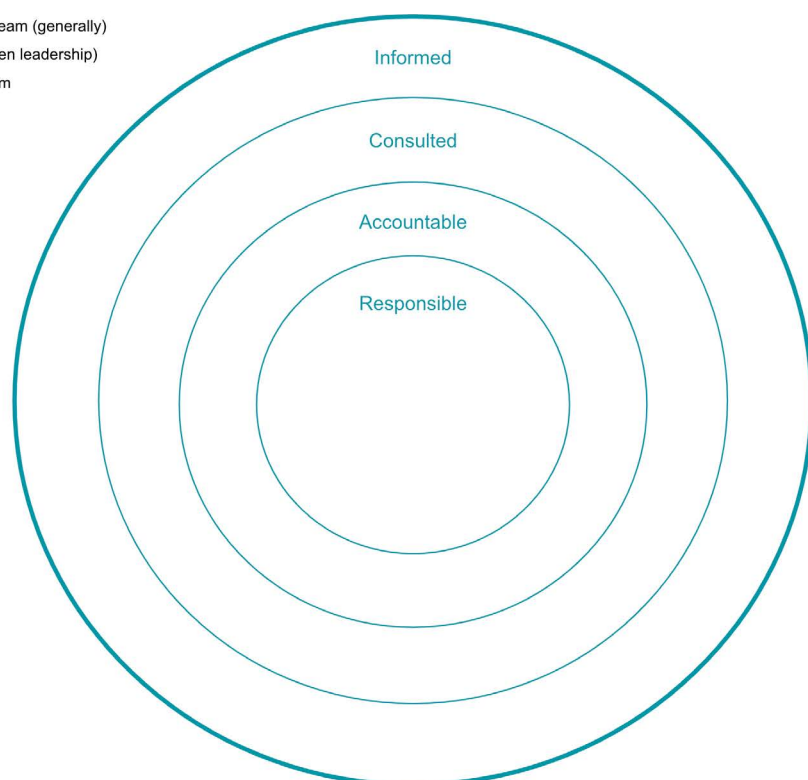 eam (generally)
en leadership)
m
Informed
Consulted
Accountable
Responsible